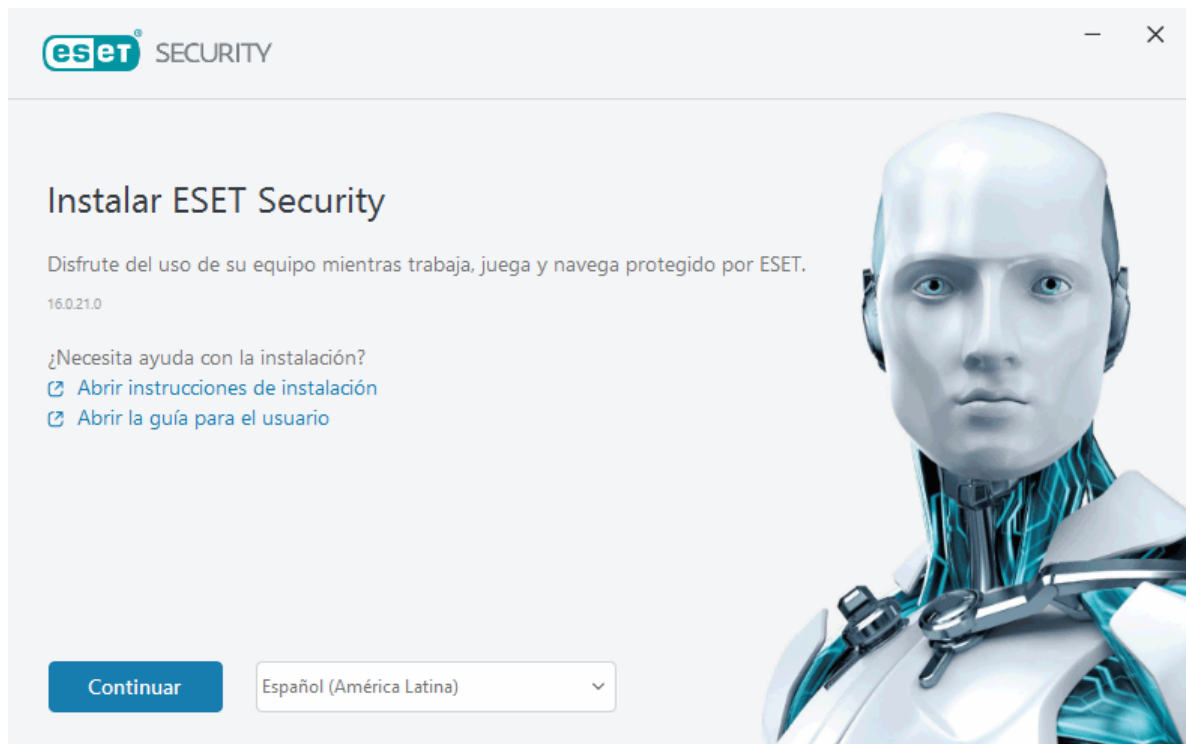 eset® SECURITY
Instalar ESET Security
Disfrute del uso de su equipo mientras trabaja, juega y navega protegido por ESET.
16.0.21.0
¿Necesita ayuda con la instalación?
Abrir instrucciones de instalación
Abrir la guía para el usuario
Continuar
Español (América Latina)